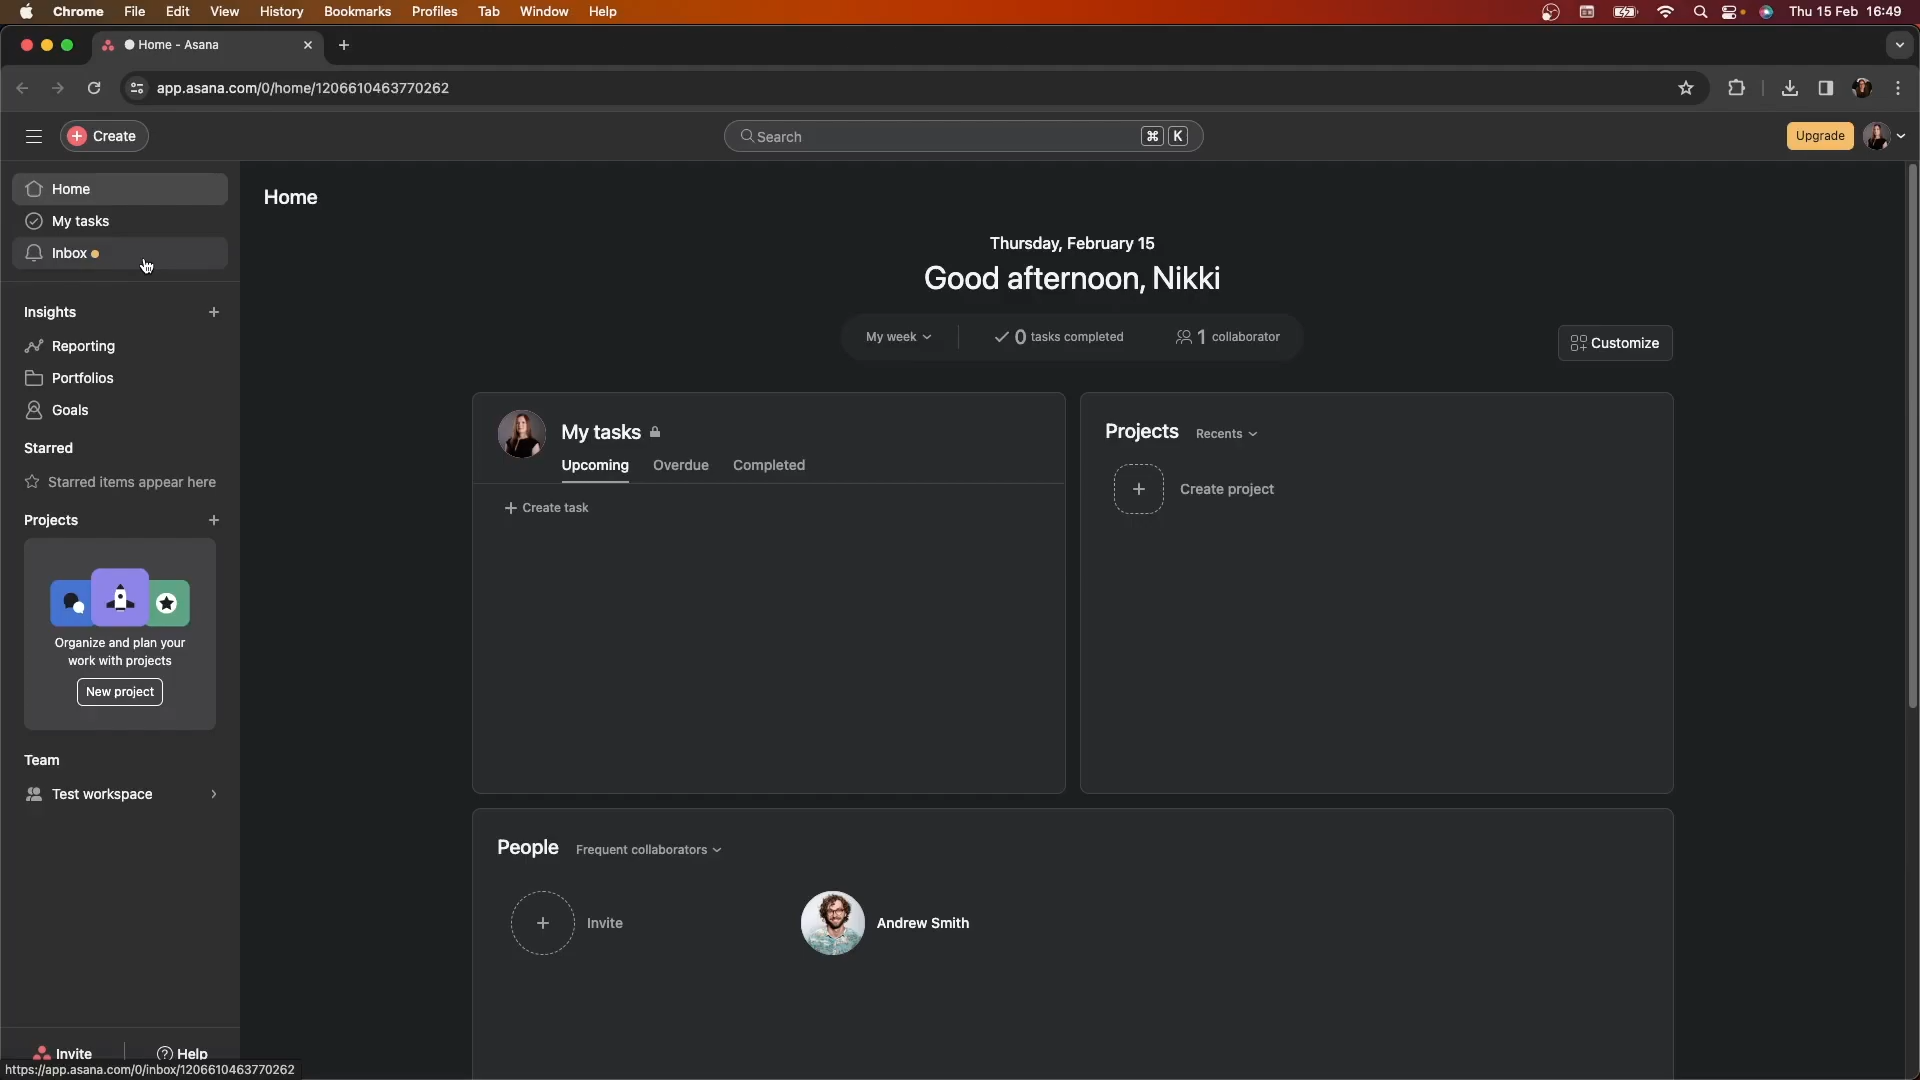 Chrome File Edit View History Bookmarks Profiles Tab Window Help Thu 15 Feb 16:49
Home - Asana
app.asana.com/0/home/1206610463770262
Create
Search ⌘ K
Upgrade
Home
My tasks
Inbox
Insights
Reporting
Portfolios
Goals
Starred
Starred items appear here
Projects
Organize and plan your
work with projects
New project
Team
Test workspace
Invite
Help
https://app.asana.com/0/inbox/1206610463770262
Home
Thursday, February 15
Good afternoon, Nikki
My week 0 tasks completed 1 collaborator
Customize
My tasks
Upcoming Overdue Completed
Create task
Projects Recents
Create project
People Frequent collaborators
Invite
Andrew Smith